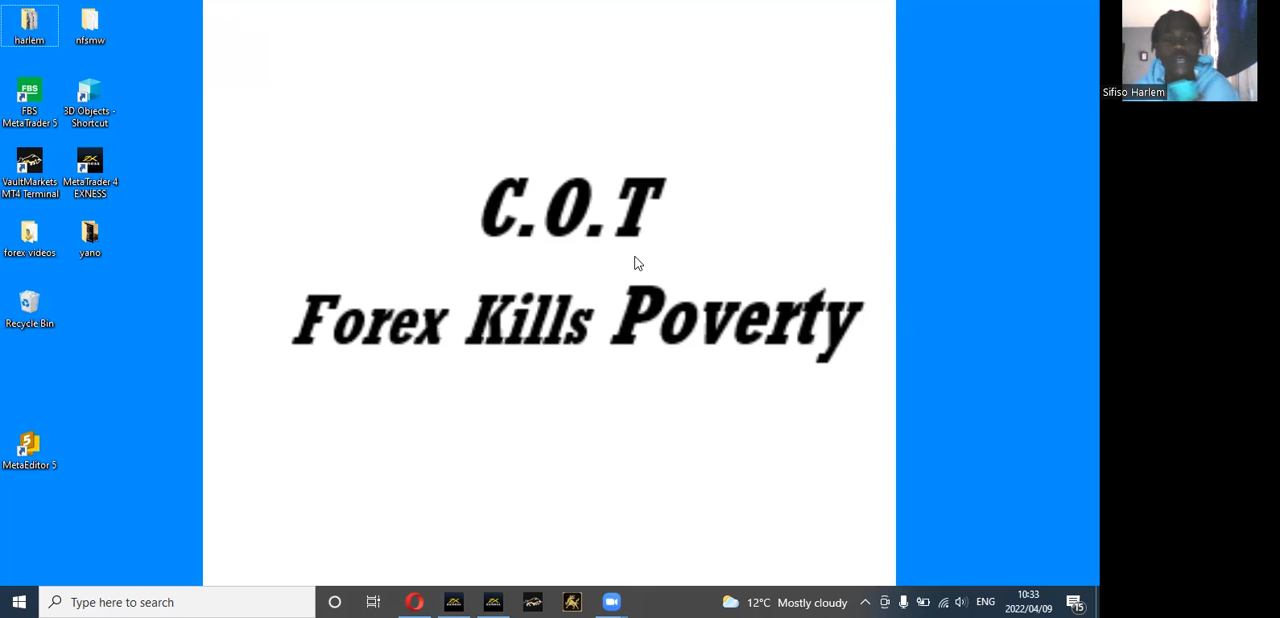 harlem
nfsmw
FBS
FBS
MetaTrader 5
3D Objects -
Shortcut
VaultMarkets
MT4 Terminal
MetaTrader 4
EXNESS
forex videos
yano
Recycle Bin
MetaEditor 5
C.O.T
Forex Kills Poverty
Sifiso Harlem
Type here to search
12°C Mostly cloudy
ENG
10:33
2022/04/09
15